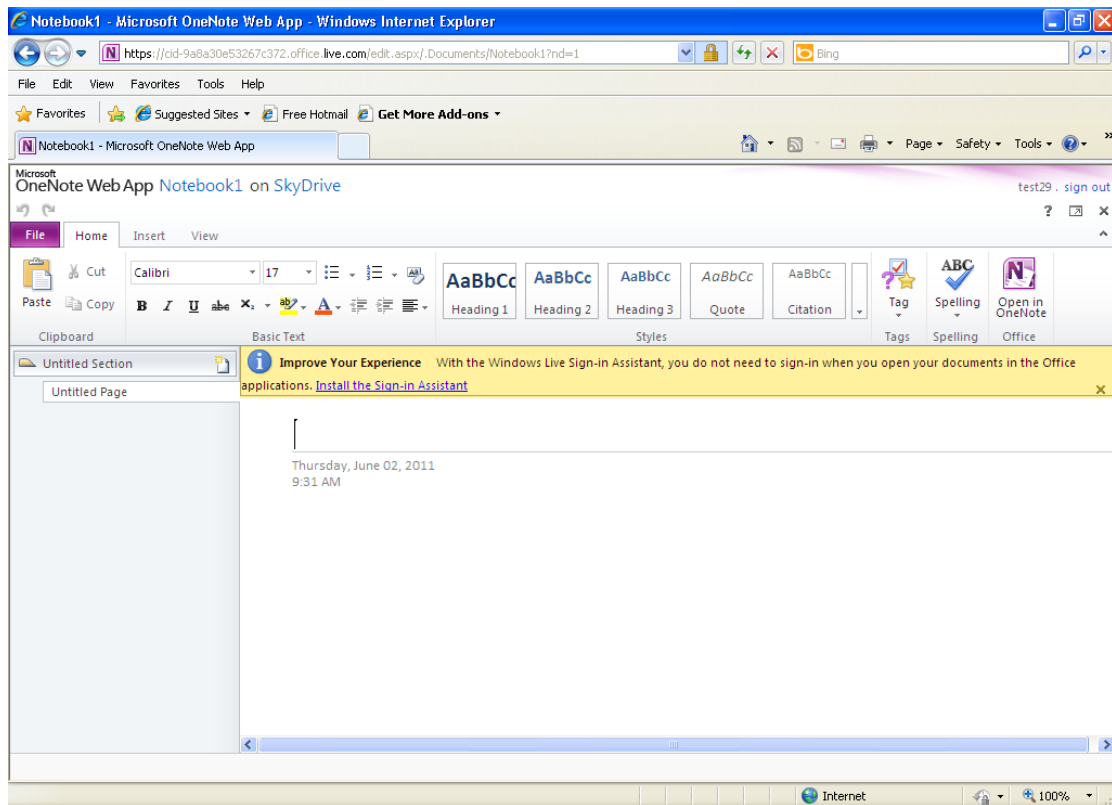 Notebook1 - Microsoft OneNote Web App - Windows Internet Explorer
https://cid-9a8a30e53267c372.office.live.com/edit.aspx/.Documents/Notebook1?nd=1 Bing
File Edit View Favorites Tools Help
Favorites Suggested Sites Free Hotmail Get More Add-ons
Notebook1 - Microsoft OneNote Web App Page Safety Tools »
Microsoft
OneNote Web App Notebook1 on SkyDrive test29 . sign out
?
File Home Insert View
Cut Calibri 17 ABC AaBbCc AaBbCc AaBbCc AaBbCc AaBbCc ABC
Paste Copy B I U abc X₂ ab A Heading 1 Heading 2 Heading 3 Quote Citation Tag Spelling Open in
OneNote
Clipboard Basic Text Styles Tags Spelling Office
Untitled Section Improve Your Experience With the Windows Live Sign-in Assistant, you do not need to sign-in when you open your documents in the Office
applications. Install the Sign-in Assistant
Untitled Page
Thursday, June 02, 2011
9:31 AM
Internet 100%